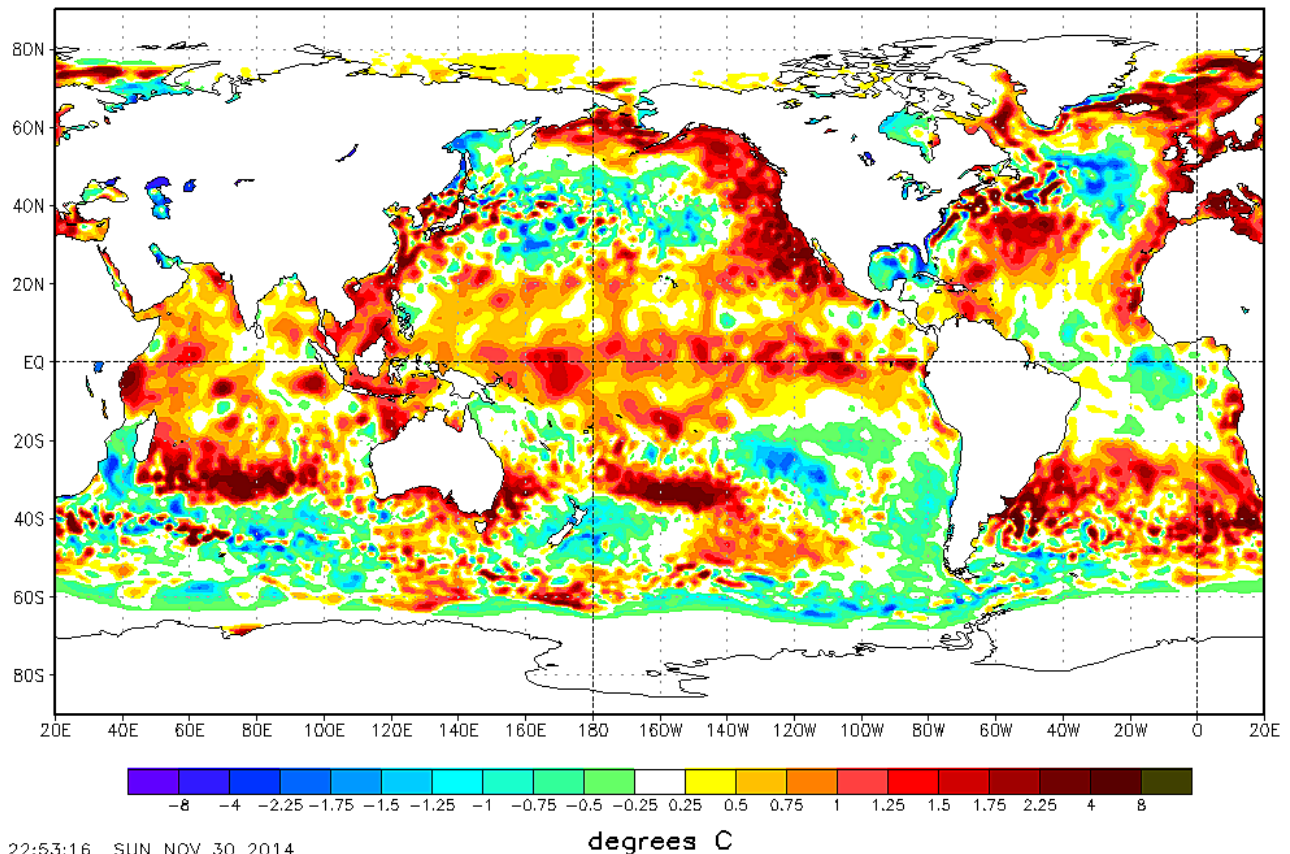 80N
60N
40N
20N
EQ
20S
40S
60S
80S
20E 40E 60E 80E 100E 120E 140E 160E 180 160W 140W 120W 100W 80W 60W 40W 20W 0 20E
-8 -4 -2.25 -1.75 -1.5 -1.25 -1 -0.75 -0.5 -0.25 0.25 0.5 0.75 1 1.25 1.5 1.75 2.25 4 8
degrees C
22:53:16 SUN NOV 30 2014